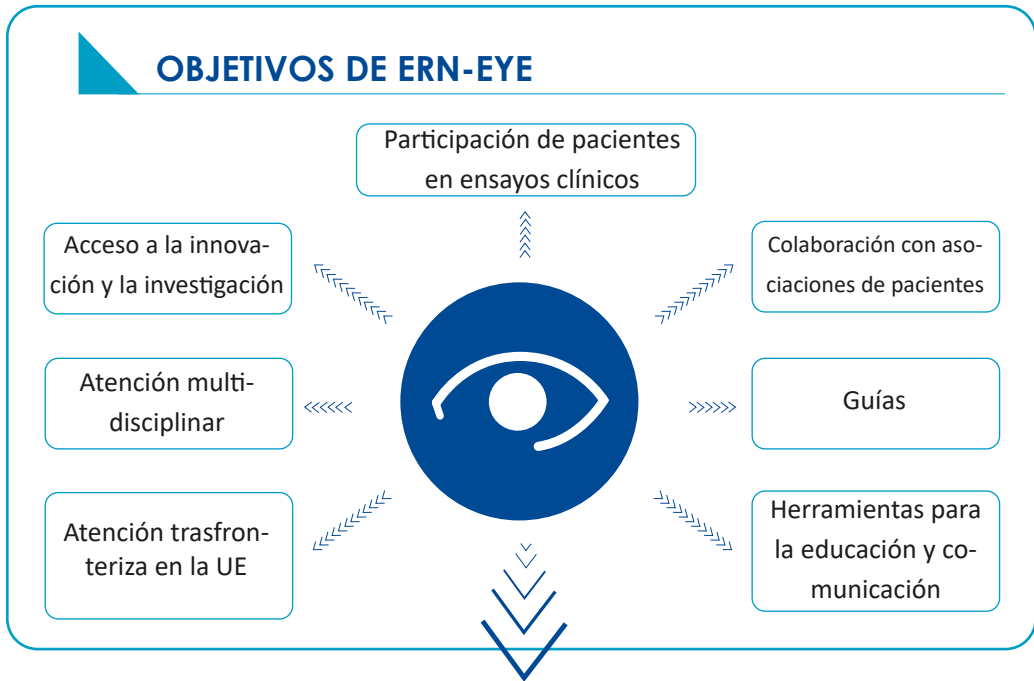 OBJETIVOS DE ERN-EYE
Participación de pacientes
en ensayos clínicos
Acceso a la innova-
ción y la investigación
Colaboración con aso-
ciaciones de pacientes
Atención multi-
disciplinar
Guías
Atención trasfron-
teriza en la UE
Herramientas para
la educación y co-
municación